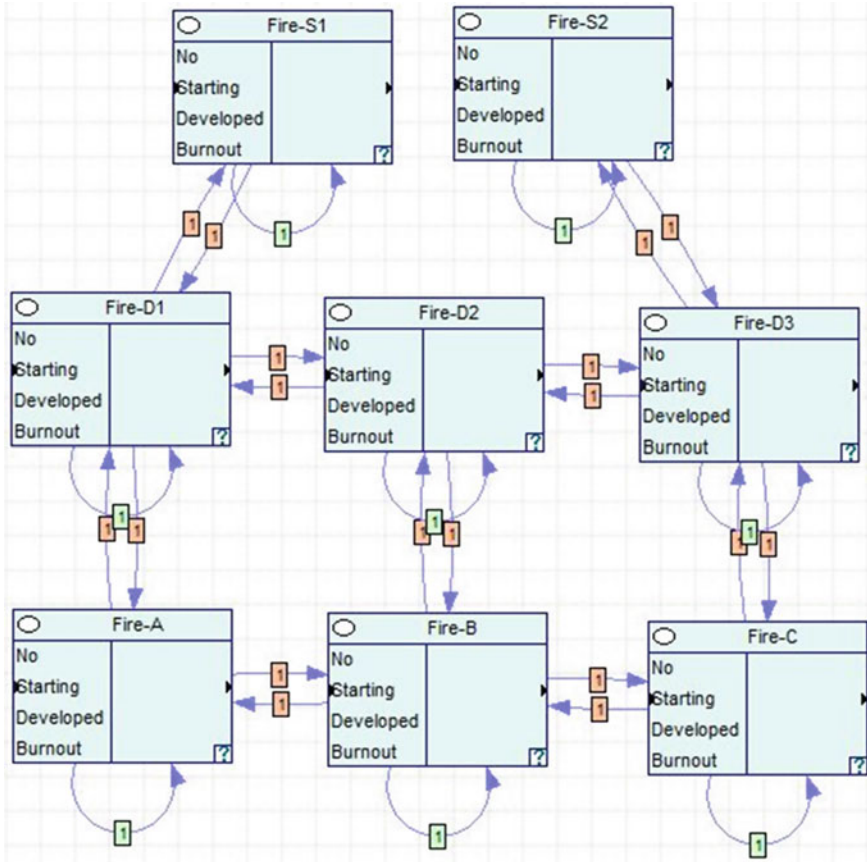 Fire-S1
No
Starting
Developed
Burnout
?
Fire-S2
No
Starting
Developed
Burnout
?
1
1
1
1
1
1
Fire-D1
No
Starting
Developed
Burnout
?
1
1
Fire-D2
No
Starting
Developed
Burnout
?
1
1
Fire-D3
No
Starting
Developed
Burnout
?
1
1
1
1
1
1
1
1
1
Fire-A
No
Starting
Developed
Burnout
?
1
1
Fire-B
No
Starting
Developed
Burnout
?
1
1
Fire-C
No
Starting
Developed
Burnout
?
1
1
1